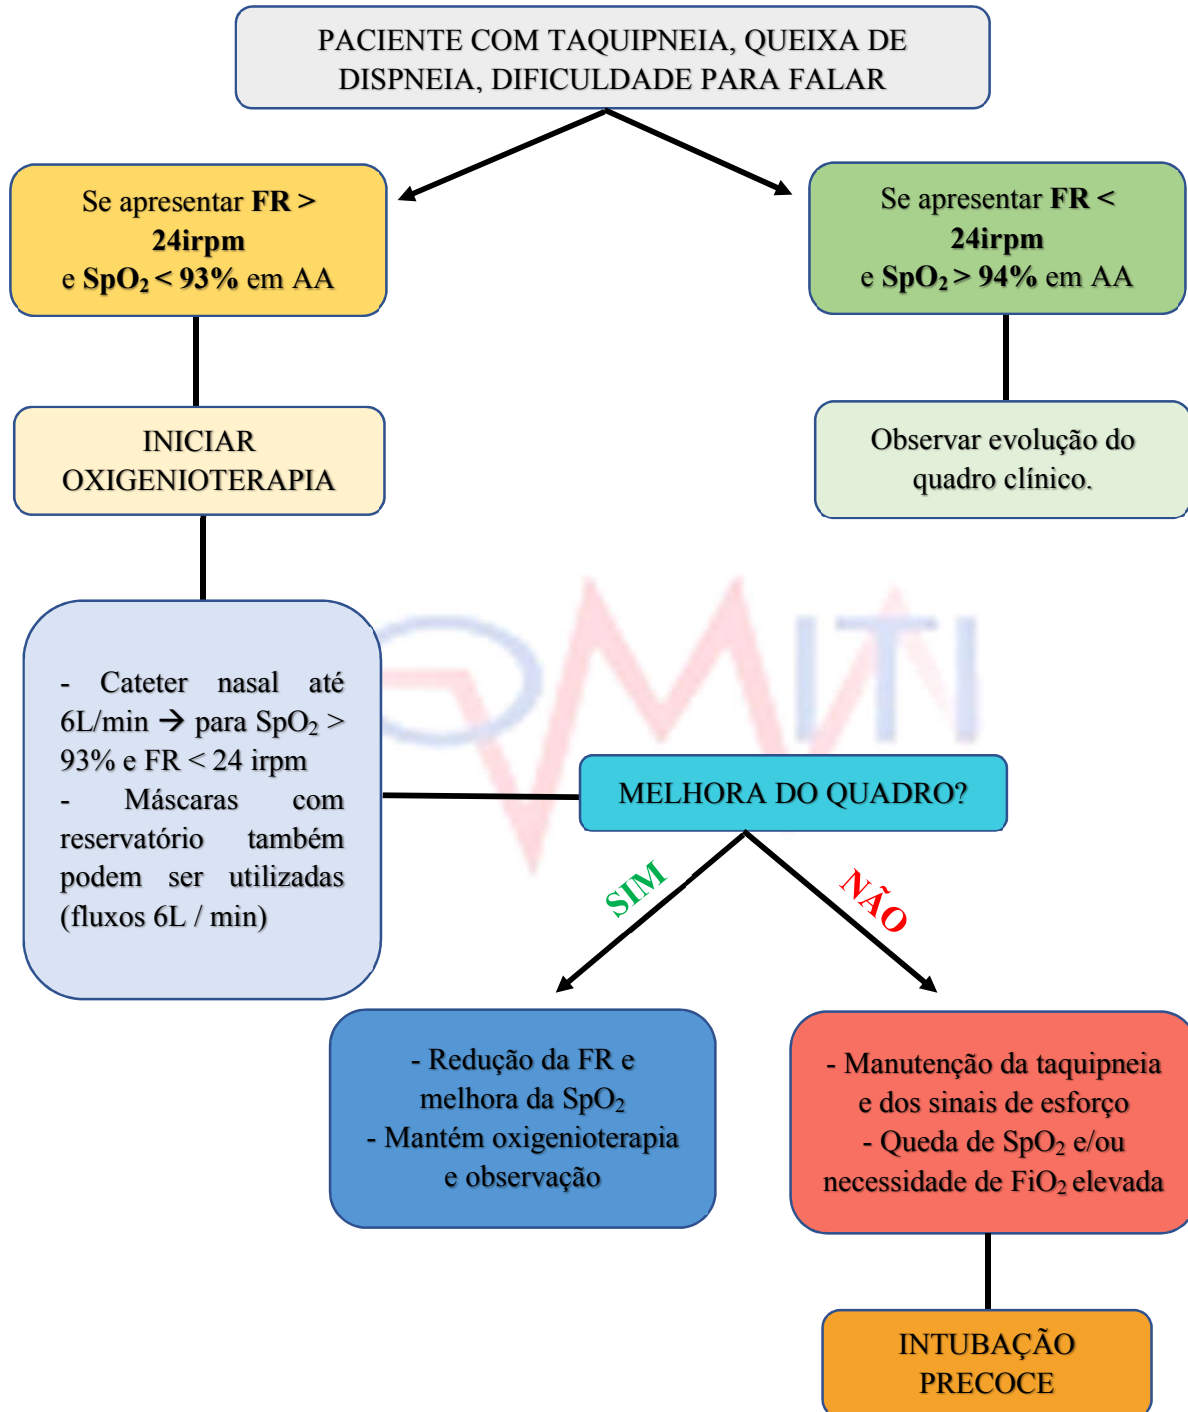 PACIENTE COM TAQUIPNEIA, QUEIXA DE
DISPNEIA, DIFICULDADE PARA FALAR
Se apresentar FR >
24irpm
e SpO₂ < 93% em AA
Se apresentar FR <
24irpm
e SpO₂ > 94% em AA
INICIAR
OXIGENIOTERAPIA
Observar evolução do
quadro clínico.
- Cateter nasal até
6L/min → para SpO₂ >
93% e FR < 24 irpm
- Máscaras com
reservatório também
podem ser utilizadas
(fluxos 6L / min)
MELHORA DO QUADRO?
SIM
NÃO
- Redução da FR e
melhora da SpO₂
- Mantém oxigenioterapia
e observação
- Manutenção da taquipneia
e dos sinais de esforço
- Queda de SpO₂ e/ou
necessidade de FiO₂ elevada
INTUBAÇÃO
PRECOCE